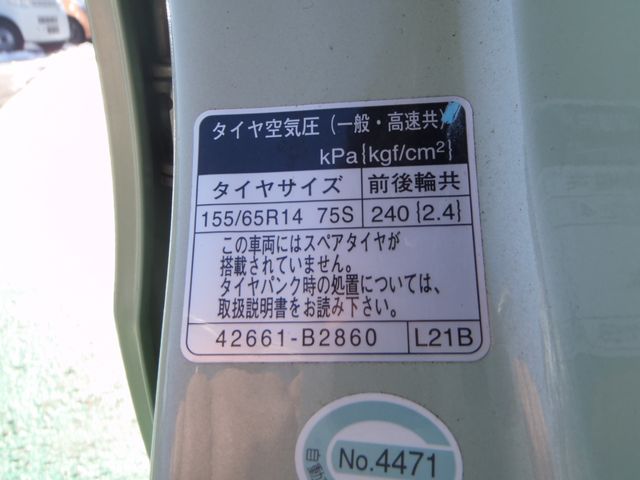 タイヤ空気圧（一般・高速共）
kPa{kgf/cm²}
タイヤサイズ 前後輪共
155/65R14 75S 240{2.4}
この車両にはスペアタイヤが
搭載されていません。
タイヤパンク時の処置については、
取扱説明書をお読み下さい。
42661-B2860 L21B
No.4471